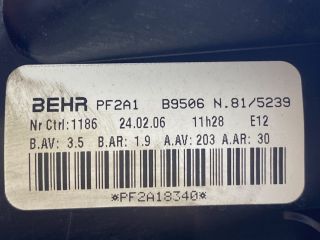 BEHR PF2A1 B9506 N.81/5239
Nr Ctrl:1186 24.02.06 11h28 E12
B.AV: 3.5 B.AR: 1.9 A.AV: 203 A.AR: 30
*PF2A18340*